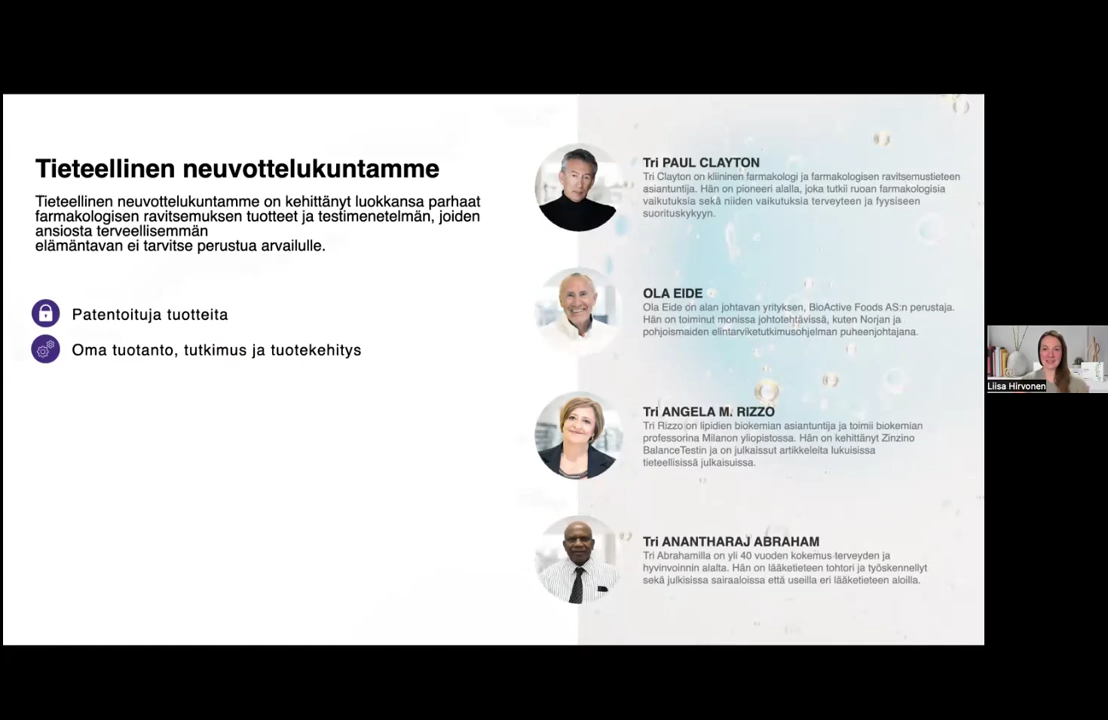 Tieteellinen neuvottelukuntamme
Tieteellinen neuvottelukuntamme on kehittänyt luokkansa parhaat
farmakologisen ravitsemuksen tuotteet ja testimenetelmän, joiden
ansiosta terveellisemmän
elämäntavan ei tarvitse perustua arvailulle.
Patentoituja tuotteita
Oma tuotanto, tutkimus ja tuotekehitys
Tri PAUL CLAYTON
Tri Clayton on kliininen farmakologi ja farmakologisen ravitsemustieteen
asiantuntija. Hän on pioneeri alalla, joka tutkii ruoan farmakologisia
vaikutuksia sekä niiden vaikutuksia terveyteen ja fyysiseen
suorituskykyyn.
OLA EIDE
Ola Eide on alan johtavan yrityksen, BioActive Foods AS:n perustaja.
Hän on toiminut monissa johtotehtävissä, kuten Norjan ja
pohjoismaiden elintarviketutkimusohjelman puheenjohtajana.
Tri ANGELA M. RIZZO
Tri Rizzo on lipidien biokemian asiantuntija ja toimii biokemian
professorina Milanon yliopistossa. Hän on kehittänyt Zinzino
BalanceTestin ja on julkaissut artikkeleita lukuisissa
tieteellisissä julkaisuissa.
Tri ANANTHARAJ ABRAHAM
Tri Abrahamilla on yli 40 vuoden kokemus terveyden ja
hyvinvoinnin alalta. Hän on lääketieteen tohtori ja työskennellyt
sekä julkisissa sairaaloissa että useilla eri lääketieteen aloilla.
Liisa Hirvonen